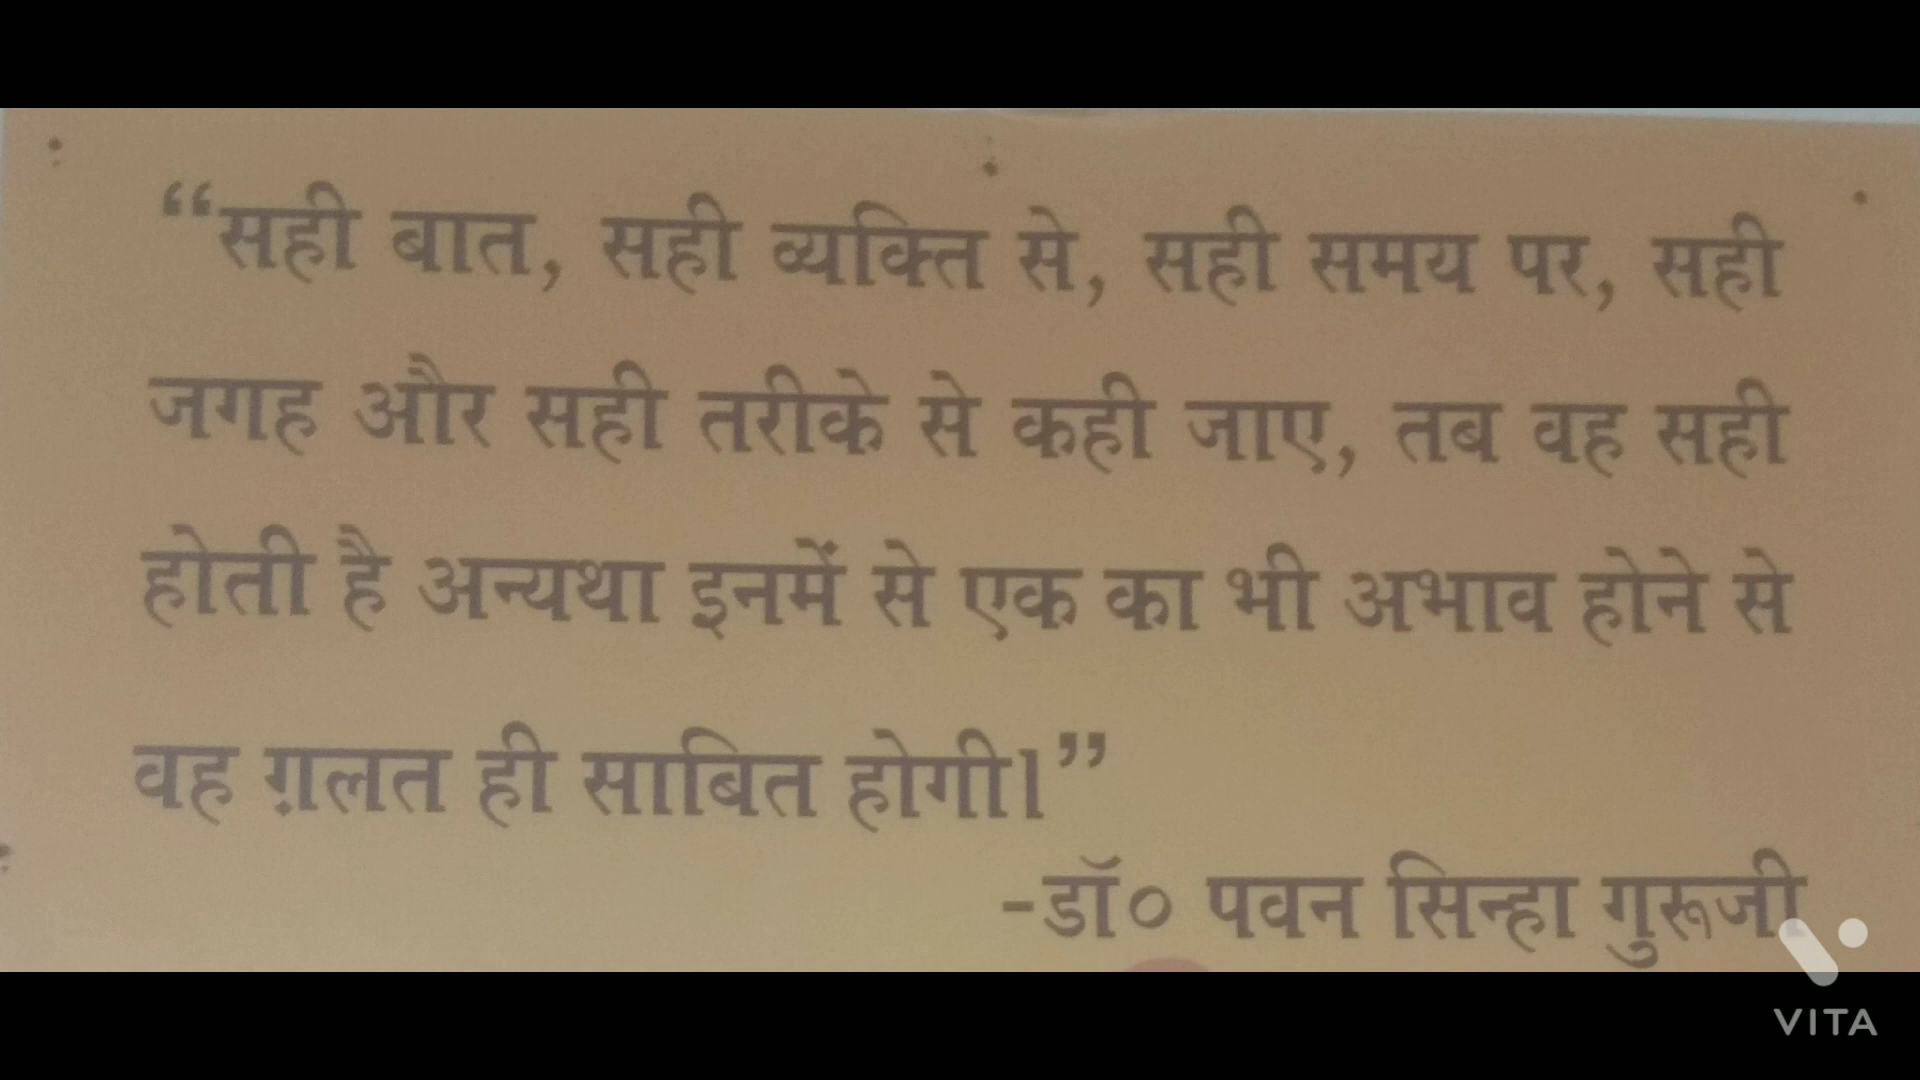 “सही बात, सही व्यक्ति से, सही समय पर, सही
जगह और सही तरीके से कही जाए, तब वह सही
होती है अन्यथा इनमें से एक का भी अभाव होने से
वह ग़लत ही साबित होगी।”
-डॉ० पवन सिन्हा गुरूजी
VITA